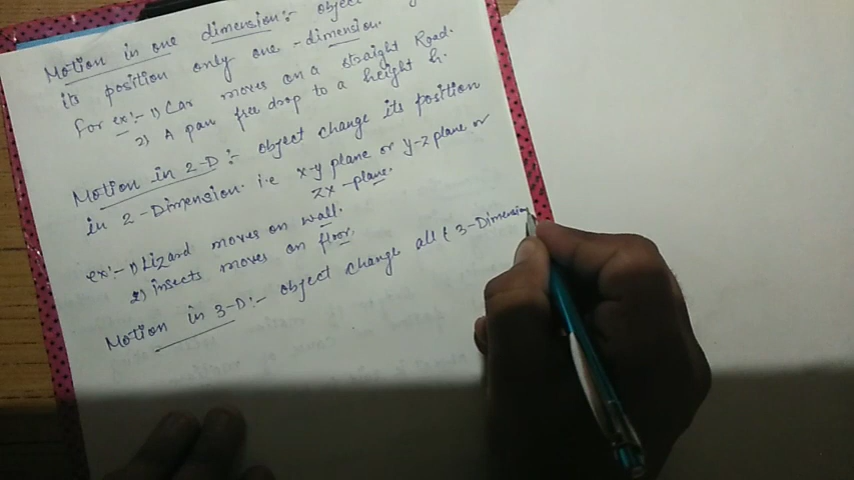 Motion in one dimension:- object
its position only one - dimension.
For ex:- 1) Car moves on a straight Road.
2) A pan free drop to a height h.
Motion in 2-D:- object change its position
in 2-Dimension. i.e x-y plane or y-z plane or
zx-plane.
ex:- 1) Lizard moves on wall.
2) insects moves on floor.
Motion in 3-D:- object change all (3-Dimension